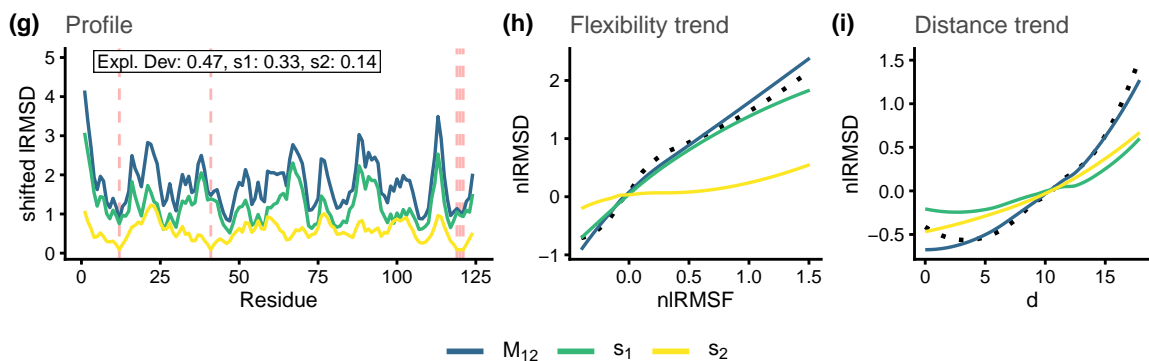 (g) Profile
Expl. Dev: 0.47, s1: 0.33, s2: 0.14
shifted lRMSD
5
4
3
2
1
0
0 25 50 75 100 125
Residue
(h) Flexibility trend
nlRMSD
2
1
0
−1
0.0 0.5 1.0 1.5
nlRMSF
(i) Distance trend
nlRMSD
1.5
1.0
0.5
0.0
−0.5
0 5 10 15
d
M12 s1 s2